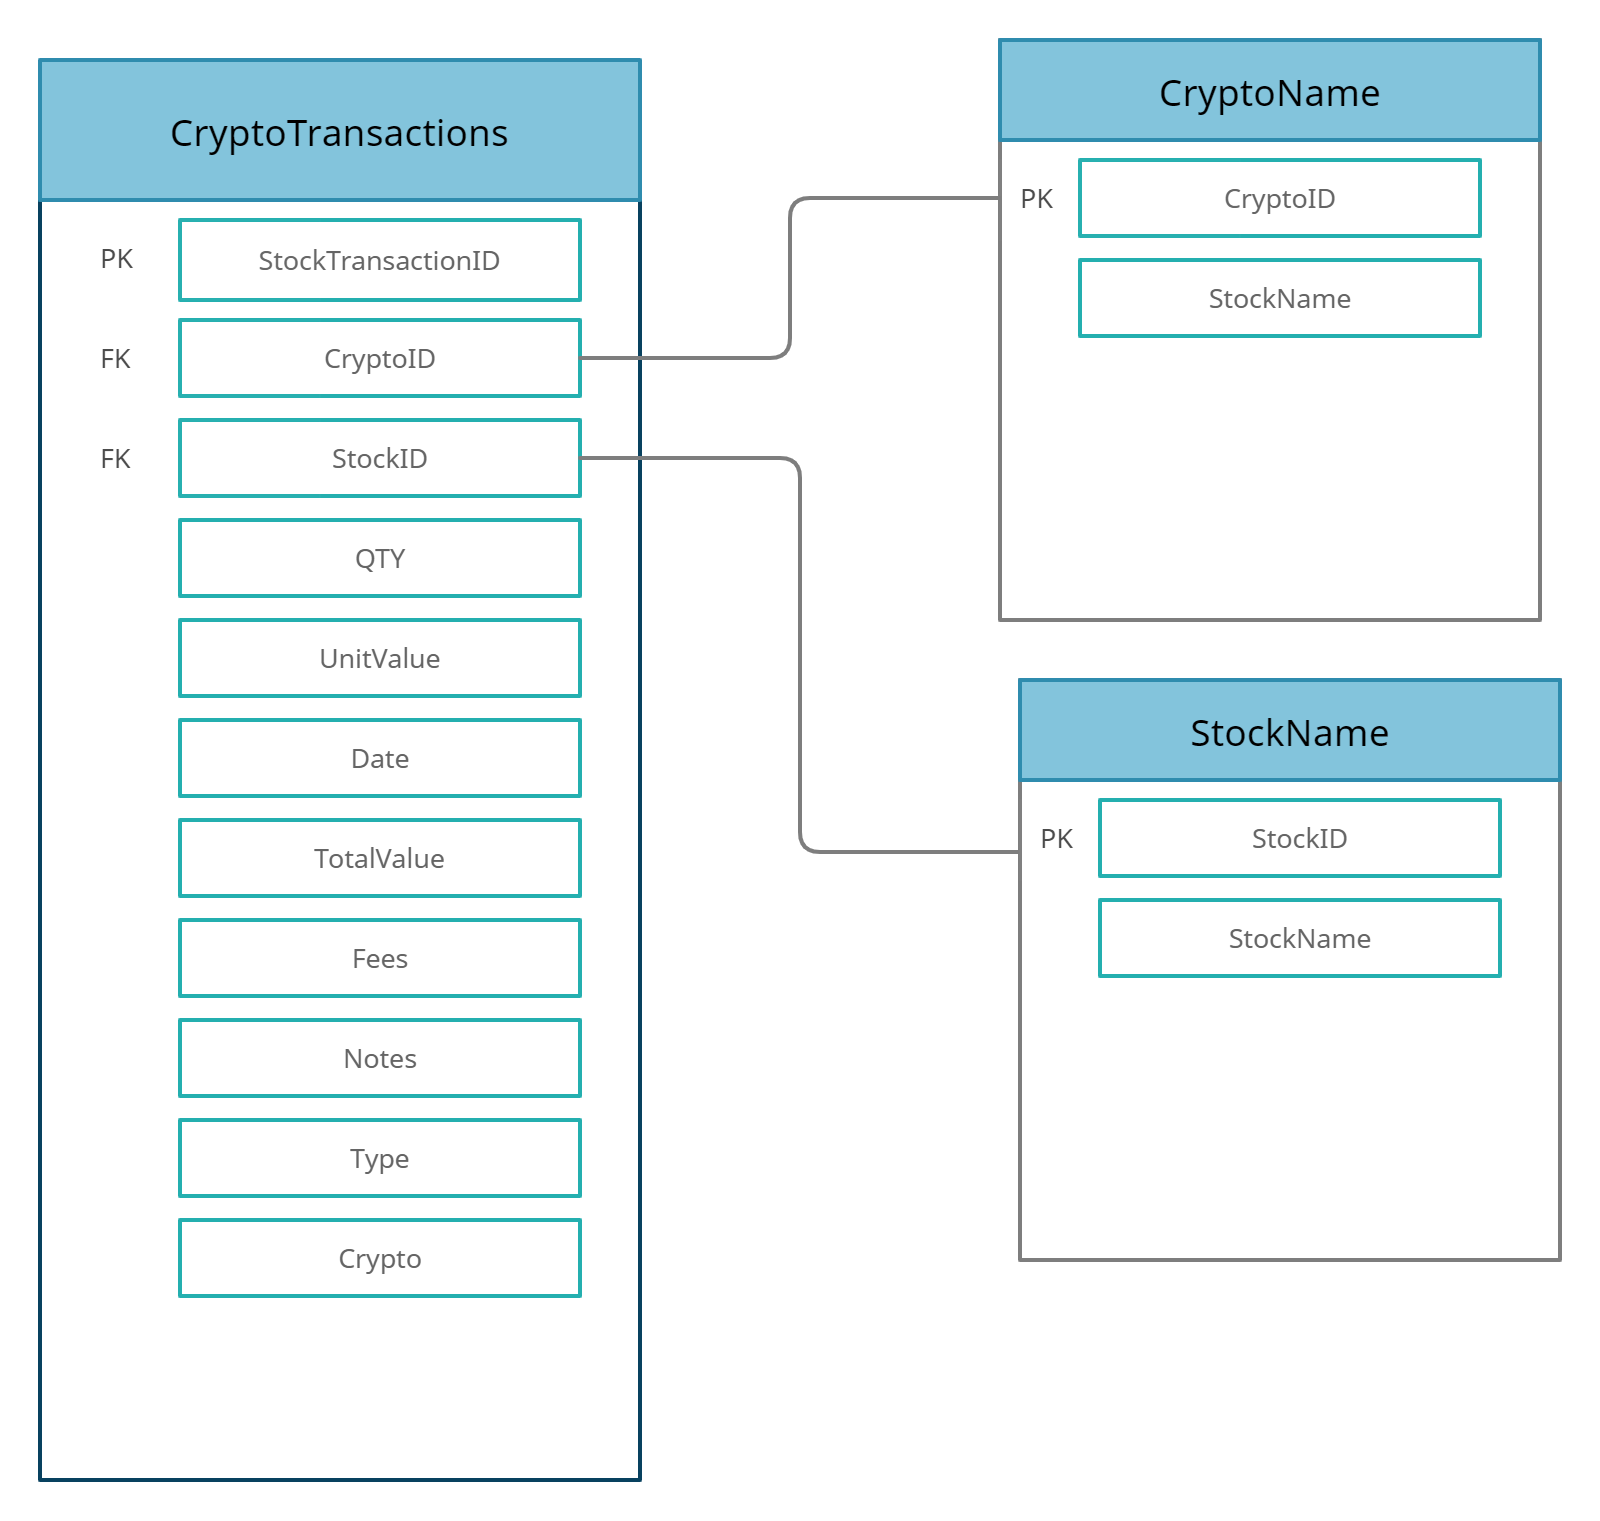 CryptoTransactions
PK
StockTransactionID
FK
CryptoID
FK
StockID
QTY
UnitValue
Date
TotalValue
Fees
Notes
Type
Crypto
CryptoName
PK
CryptoID
StockName
StockName
PK
StockID
StockName